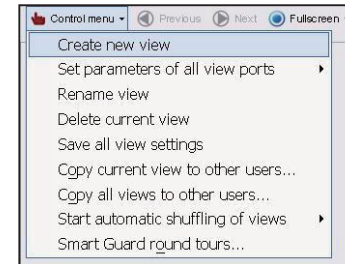 Control menu Previous Next Fullscreen
Create new view
Set parameters of all view ports
Rename view
Delete current view
Save all view settings
Copy current view to other users...
Copy all views to other users...
Start automatic shuffling of views
Smart Guard round tours...